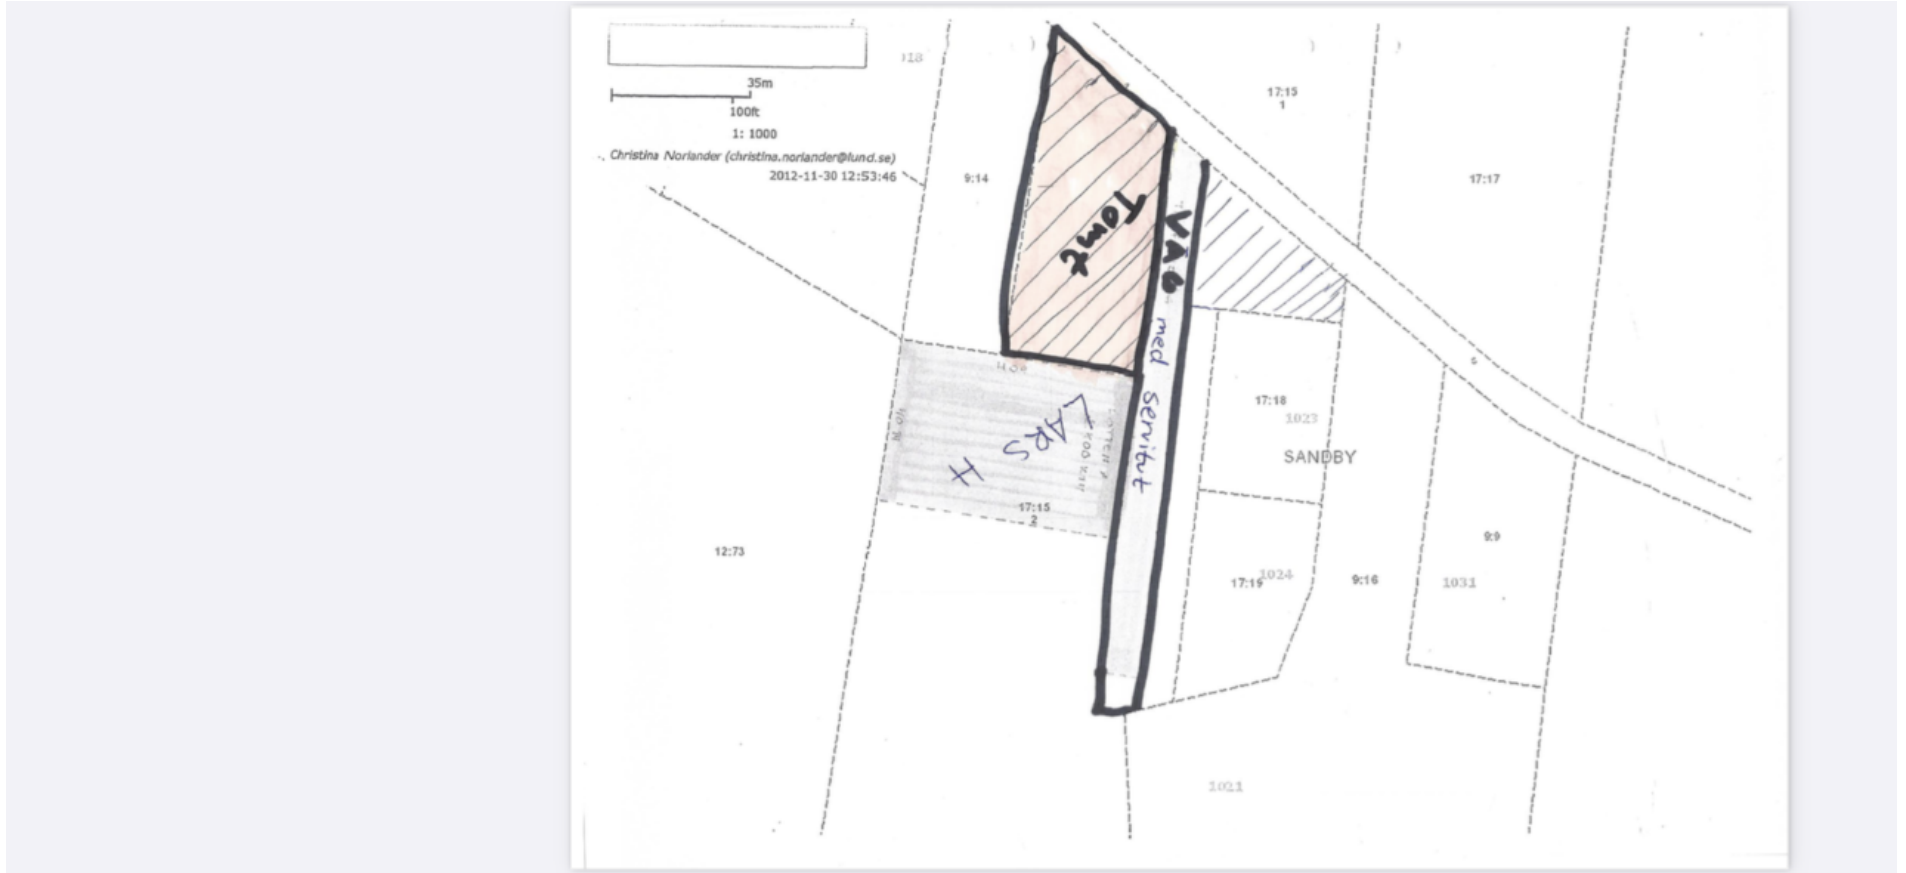 35m
100ft
1: 1000
Christina Norlander (christina.norlander@lund.se)
2012-11-30 12:53:46
9:14
17:15
1
17:17
Tomt
VÄG
med servitut
LARS H
17:15
2
12:73
17:18
1023
SANDBY
17:19
1024
9:16
9:9
1031
1021